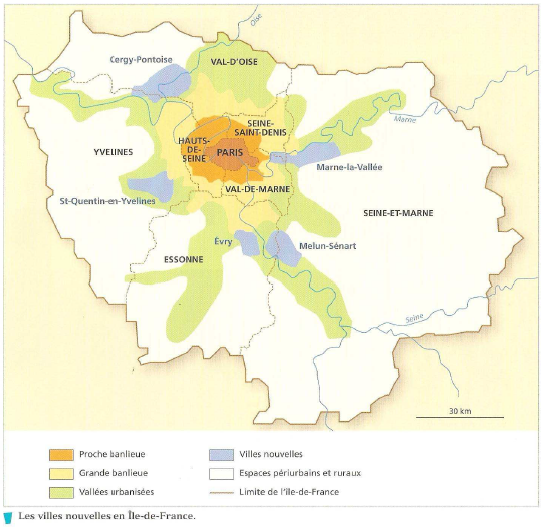 Oise
Cergy-Pontoise
VAL-D'OISE
Marne
SEINE-
SAINT-DENIS
HAUTS-
DE-
SEINE
PARIS
YVELINES
Marne-la-Vallée
VAL-DE-MARNE
St-Quentin-en-Yvelines
SEINE-ET-MARNE
Évry
Melun-Sénart
ESSONNE
Seine
30 km
Proche banlieue
Grande banlieue
Vallées urbanisées
Villes nouvelles
Espaces périurbains et ruraux
Limite de l'île-de-France
Les villes nouvelles en Île-de-France.